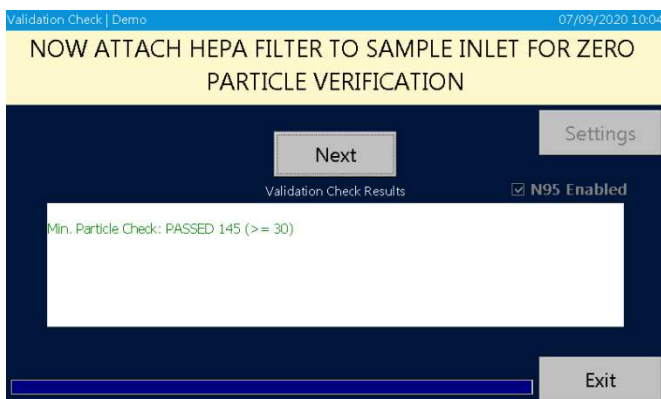 Validation Check | Demo
07/09/2020 10:04
NOW ATTACH HEPA FILTER TO SAMPLE INLET FOR ZERO
PARTICLE VERIFICATION
Settings
Next
Validation Check Results
N95 Enabled
Min. Particle Check: PASSED 145 (>= 30)
Exit